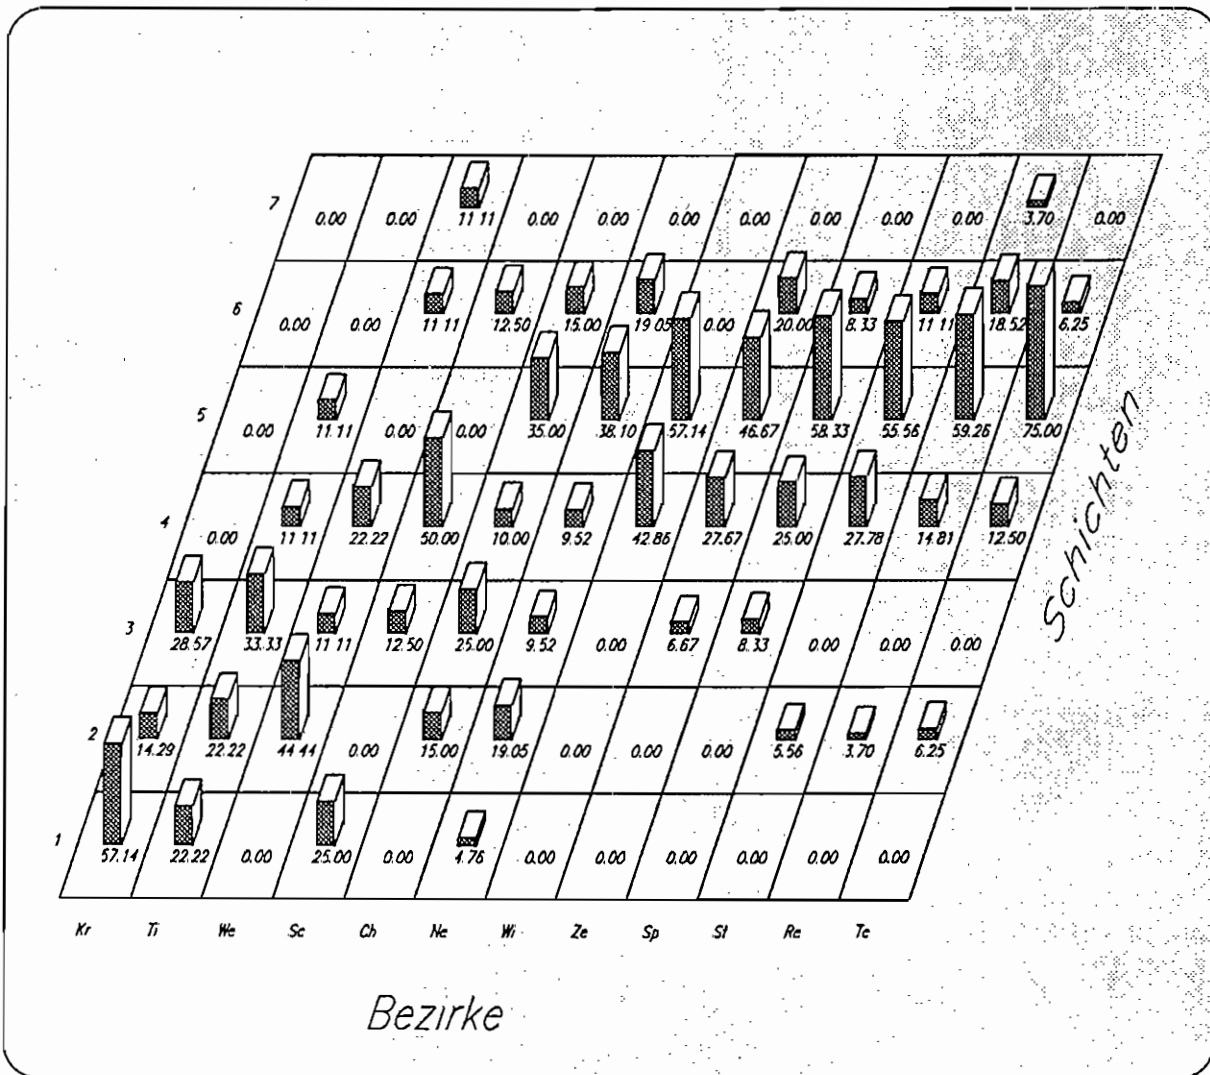 7 0.00 0.00 11.11 0.00 0.00 0.00 0.00 0.00 0.00 0.00 3.70 0.00
6 0.00 0.00 11.11 12.50 15.00 19.05 0.00 20.00 8.33 11.11 18.52 6.25
5 0.00 11.11 0.00 0.00 35.00 38.10 57.14 46.67 58.33 55.56 59.26 75.00
4 0.00 11.11 22.22 50.00 10.00 9.52 42.86 27.67 25.00 27.78 14.81 12.50
3 28.57 33.33 11.11 12.50 25.00 9.52 0.00 6.67 8.33 0.00 0.00 0.00
2 14.29 22.22 44.44 0.00 15.00 19.05 0.00 0.00 0.00 5.56 3.70 6.25
1 57.14 22.22 0.00 25.00 0.00 4.76 0.00 0.00 0.00 0.00 0.00 0.00
Kr Ti We Sc Ch Ne Wi Ze Sp St Re Te
Schichten
Bezirke